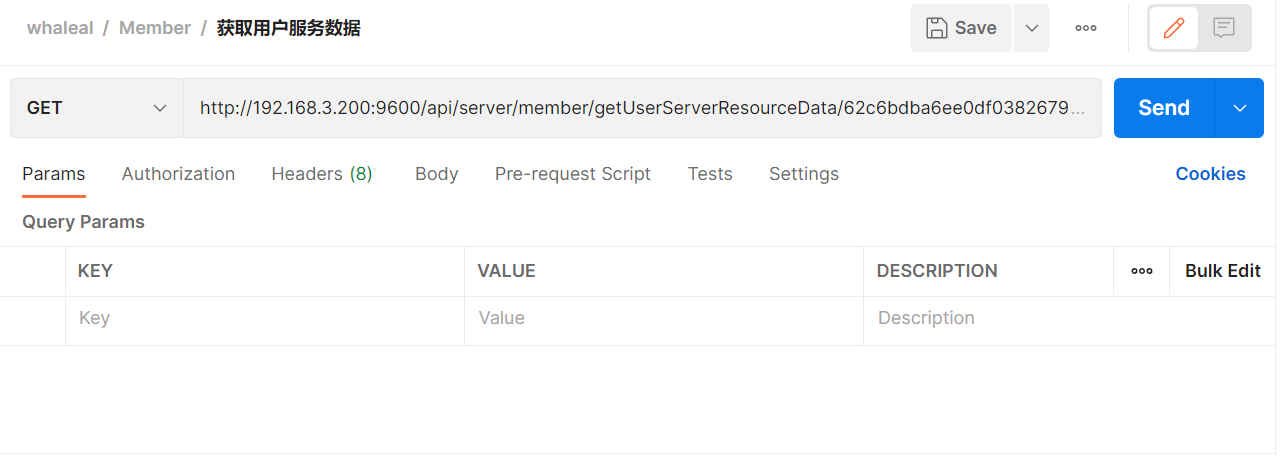 whaleal / Member / 获取用户服务数据
Save
GET
http://192.168.3.200:9600/api/server/member/getUserServerResourceData/62c6bdba6ee0df0382679...
Send
Params Authorization Headers (8) Body Pre-request Script Tests Settings Cookies
Query Params
KEY VALUE DESCRIPTION Bulk Edit
Key Value Description